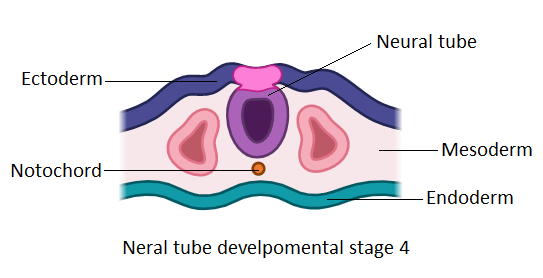 Neural tube
Ectoderm
Mesoderm
Notochord
Endoderm
Neral tube develpomental stage 4